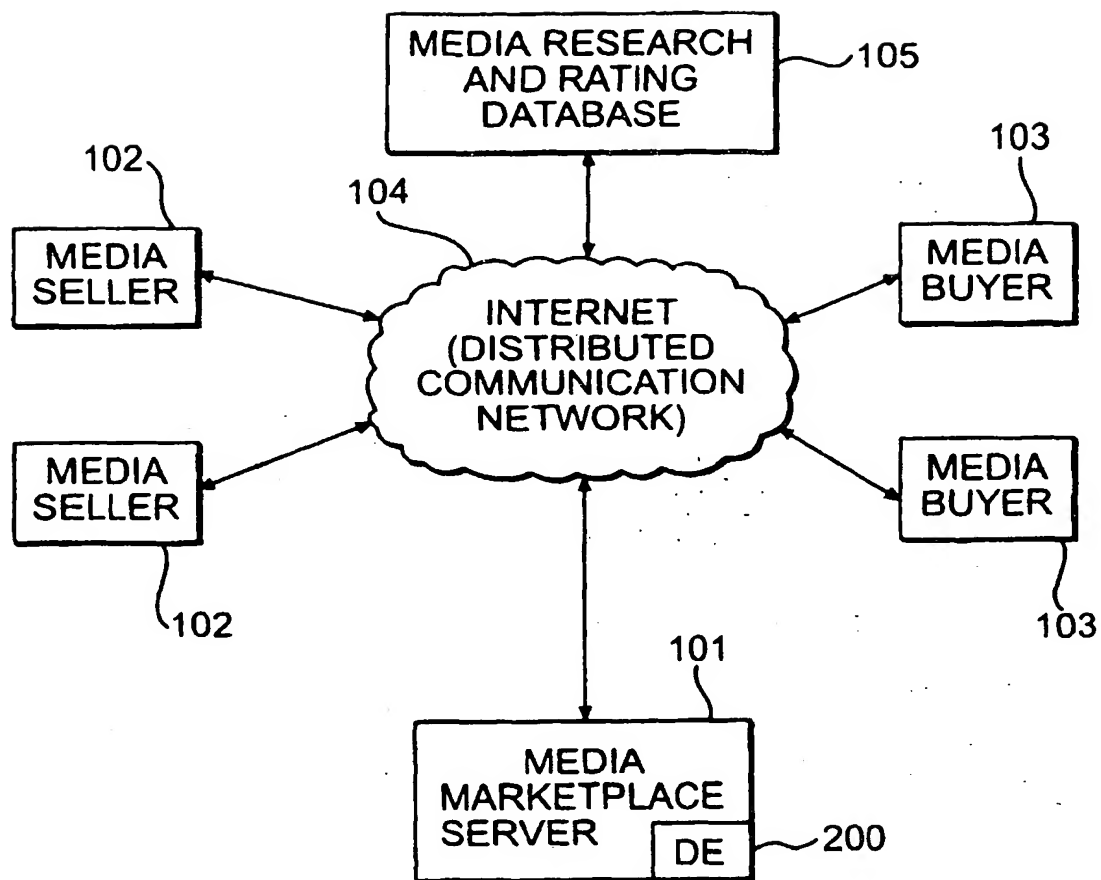 MEDIA RESEARCH
AND RATING
DATABASE
105
102
104
103
MEDIA
SELLER
INTERNET
(DISTRIBUTED
COMMUNICATION
NETWORK)
MEDIA
BUYER
MEDIA
SELLER
MEDIA
BUYER
102
103
101
MEDIA
MARKETPLACE
SERVER
DE
200